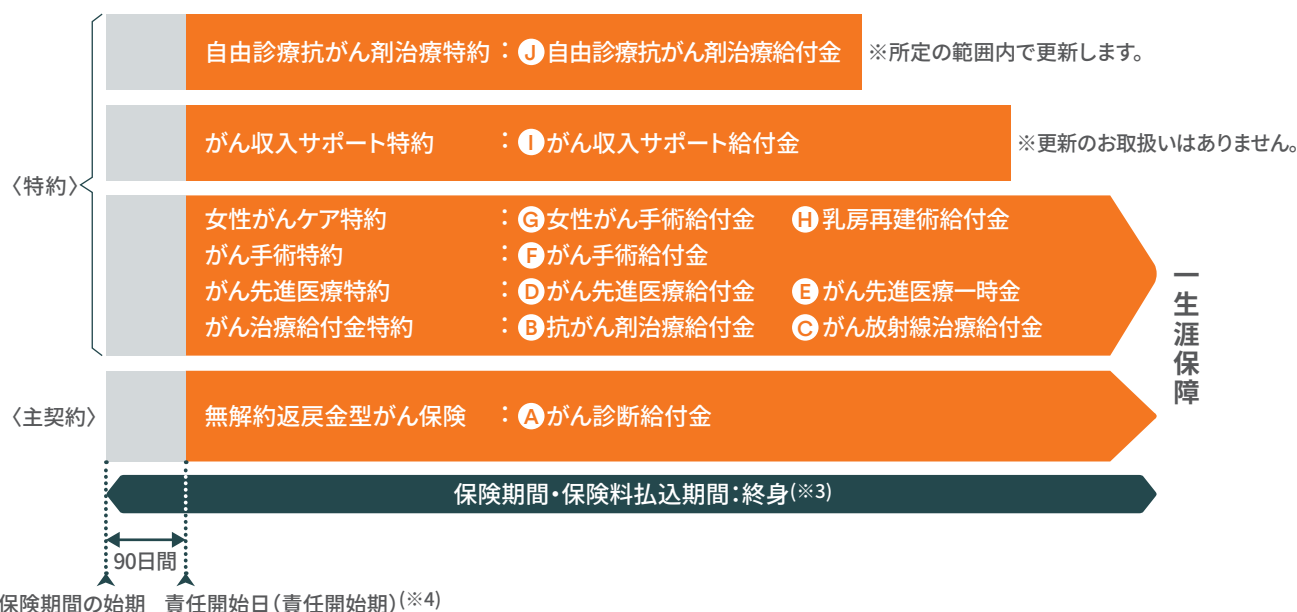 自由診療抗がん剤治療特約：J自由診療抗がん剤治療給付金 ※所定の範囲内で更新します。
がん収入サポート特約：Iがん収入サポート給付金 ※更新のお取扱いはありません。
〈特約〉
女性がんケア特約：G女性がん手術給付金 H乳房再建術給付金
がん手術特約：Fがん手術給付金
がん先進医療特約：Dがん先進医療給付金 Eがん先進医療一時金
がん治療給付金特約：B抗がん剤治療給付金 Cがん放射線治療給付金
一生涯保障
〈主契約〉 無解約返戻金型がん保険：Aがん診断給付金
保険期間・保険料払込期間：終身(※3)
90日間
保険期間の始期 責任開始日（責任開始期）(※4)